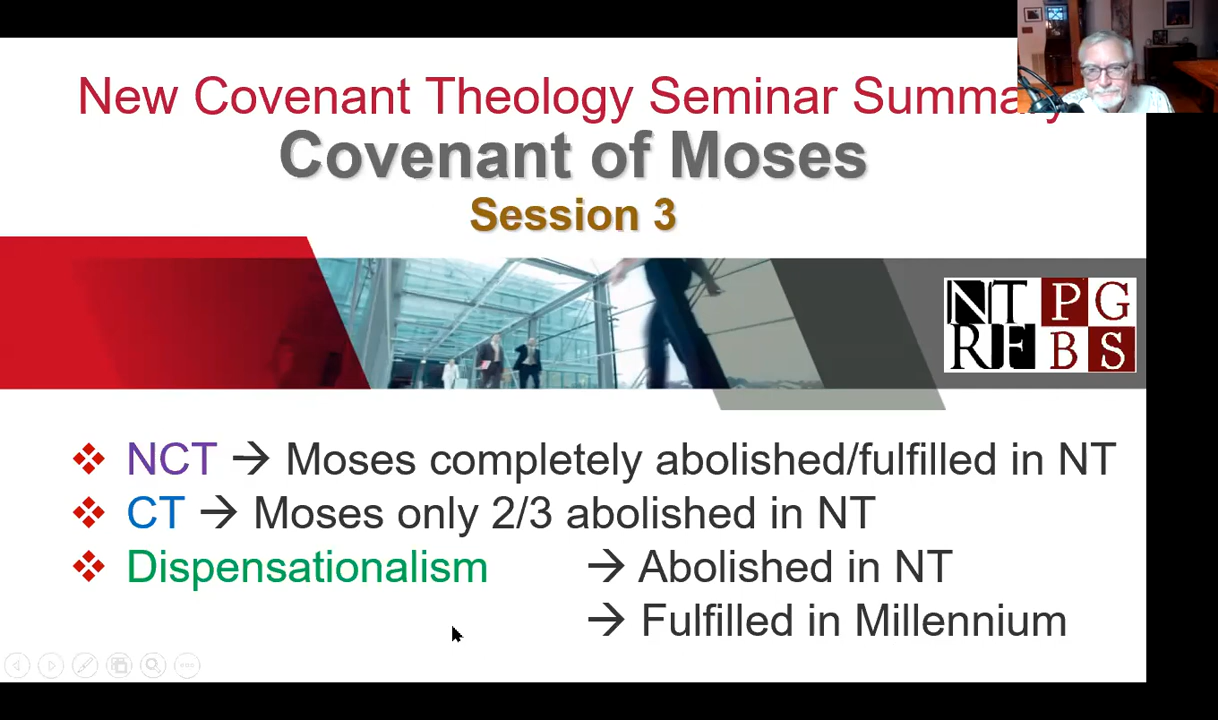 New Covenant Theology Seminar Summary
Covenant of Moses
Session 3
NT PG
RF BS
NCT → Moses completely abolished/fulfilled in NT
CT → Moses only 2/3 abolished in NT
Dispensationalism → Abolished in NT
→ Fulfilled in Millennium